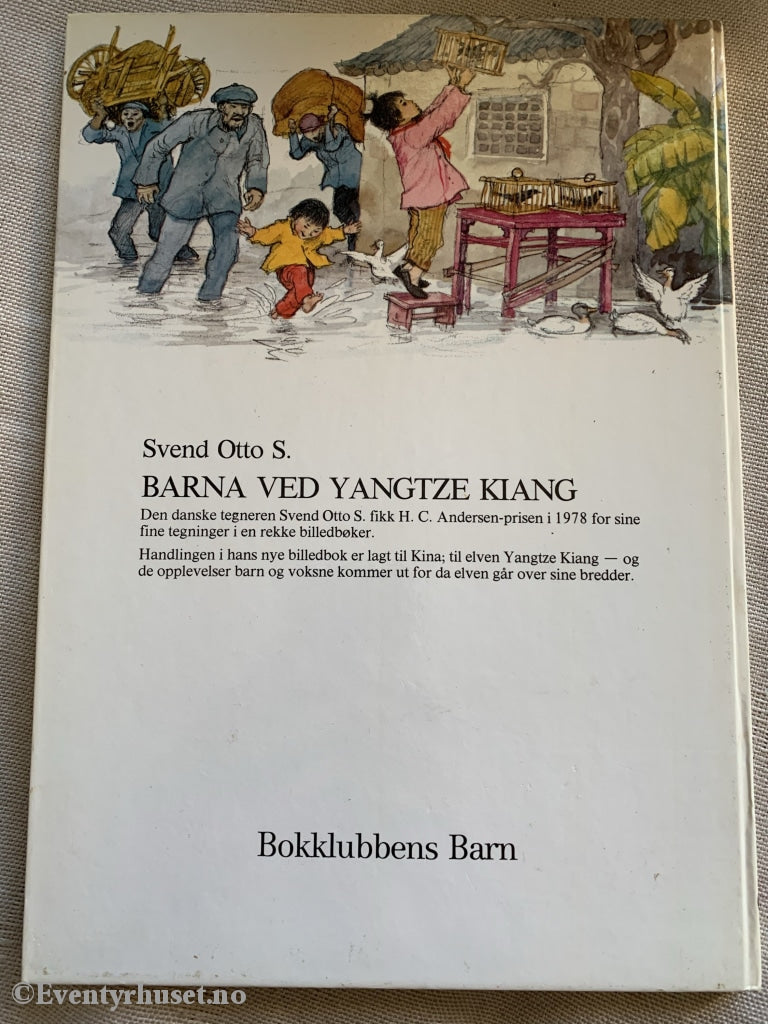 Svend Otto S.
BARNA VED YANGTZE KIANG
Den danske tegneren Svend Otto S. fikk H. C. Andersen-prisen i 1978 for sine
fine tegninger i en rekke billedbøker.
Handlingen i hans nye billedbok er lagt til Kina; til elven Yangtze Kiang — og
de opplevelser barn og voksne kommer ut for da elven går over sine bredder.
Bokklubbens Barn
©Eventyrhuset.no